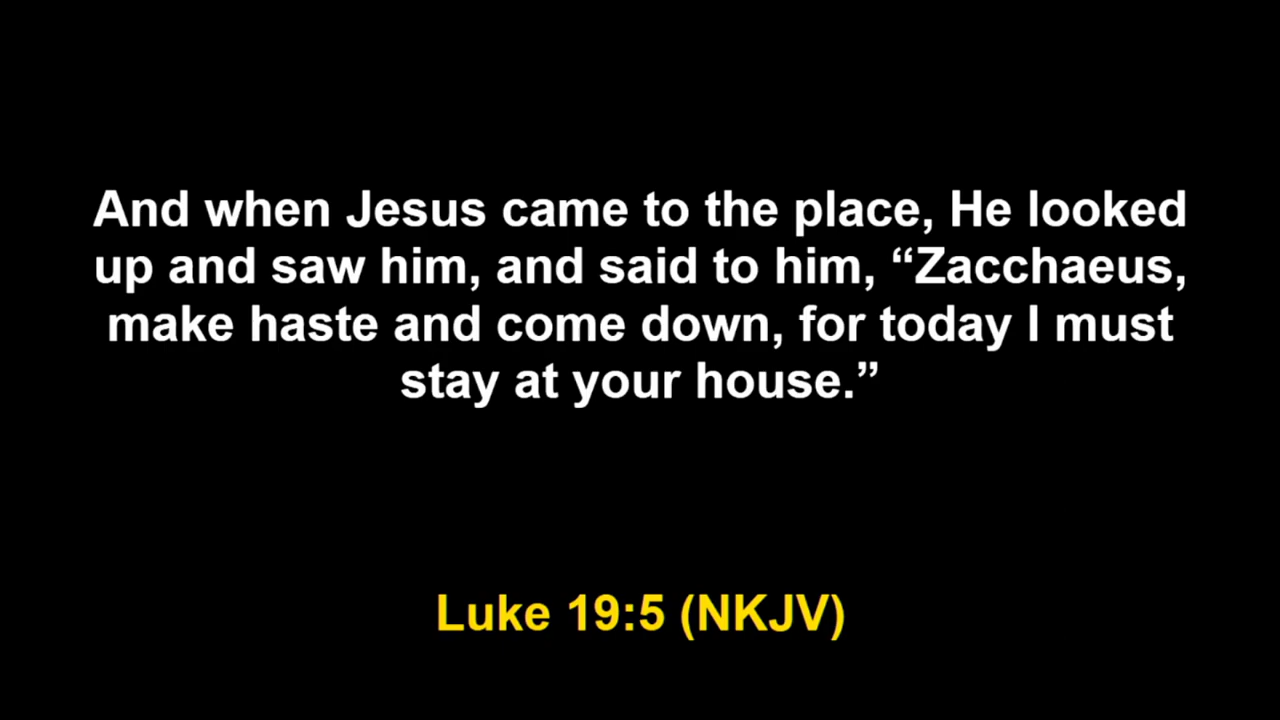 And when Jesus came to the place, He looked
up and saw him, and said to him, “Zacchaeus,
make haste and come down, for today I must
stay at your house.”
Luke 19:5 (NKJV)